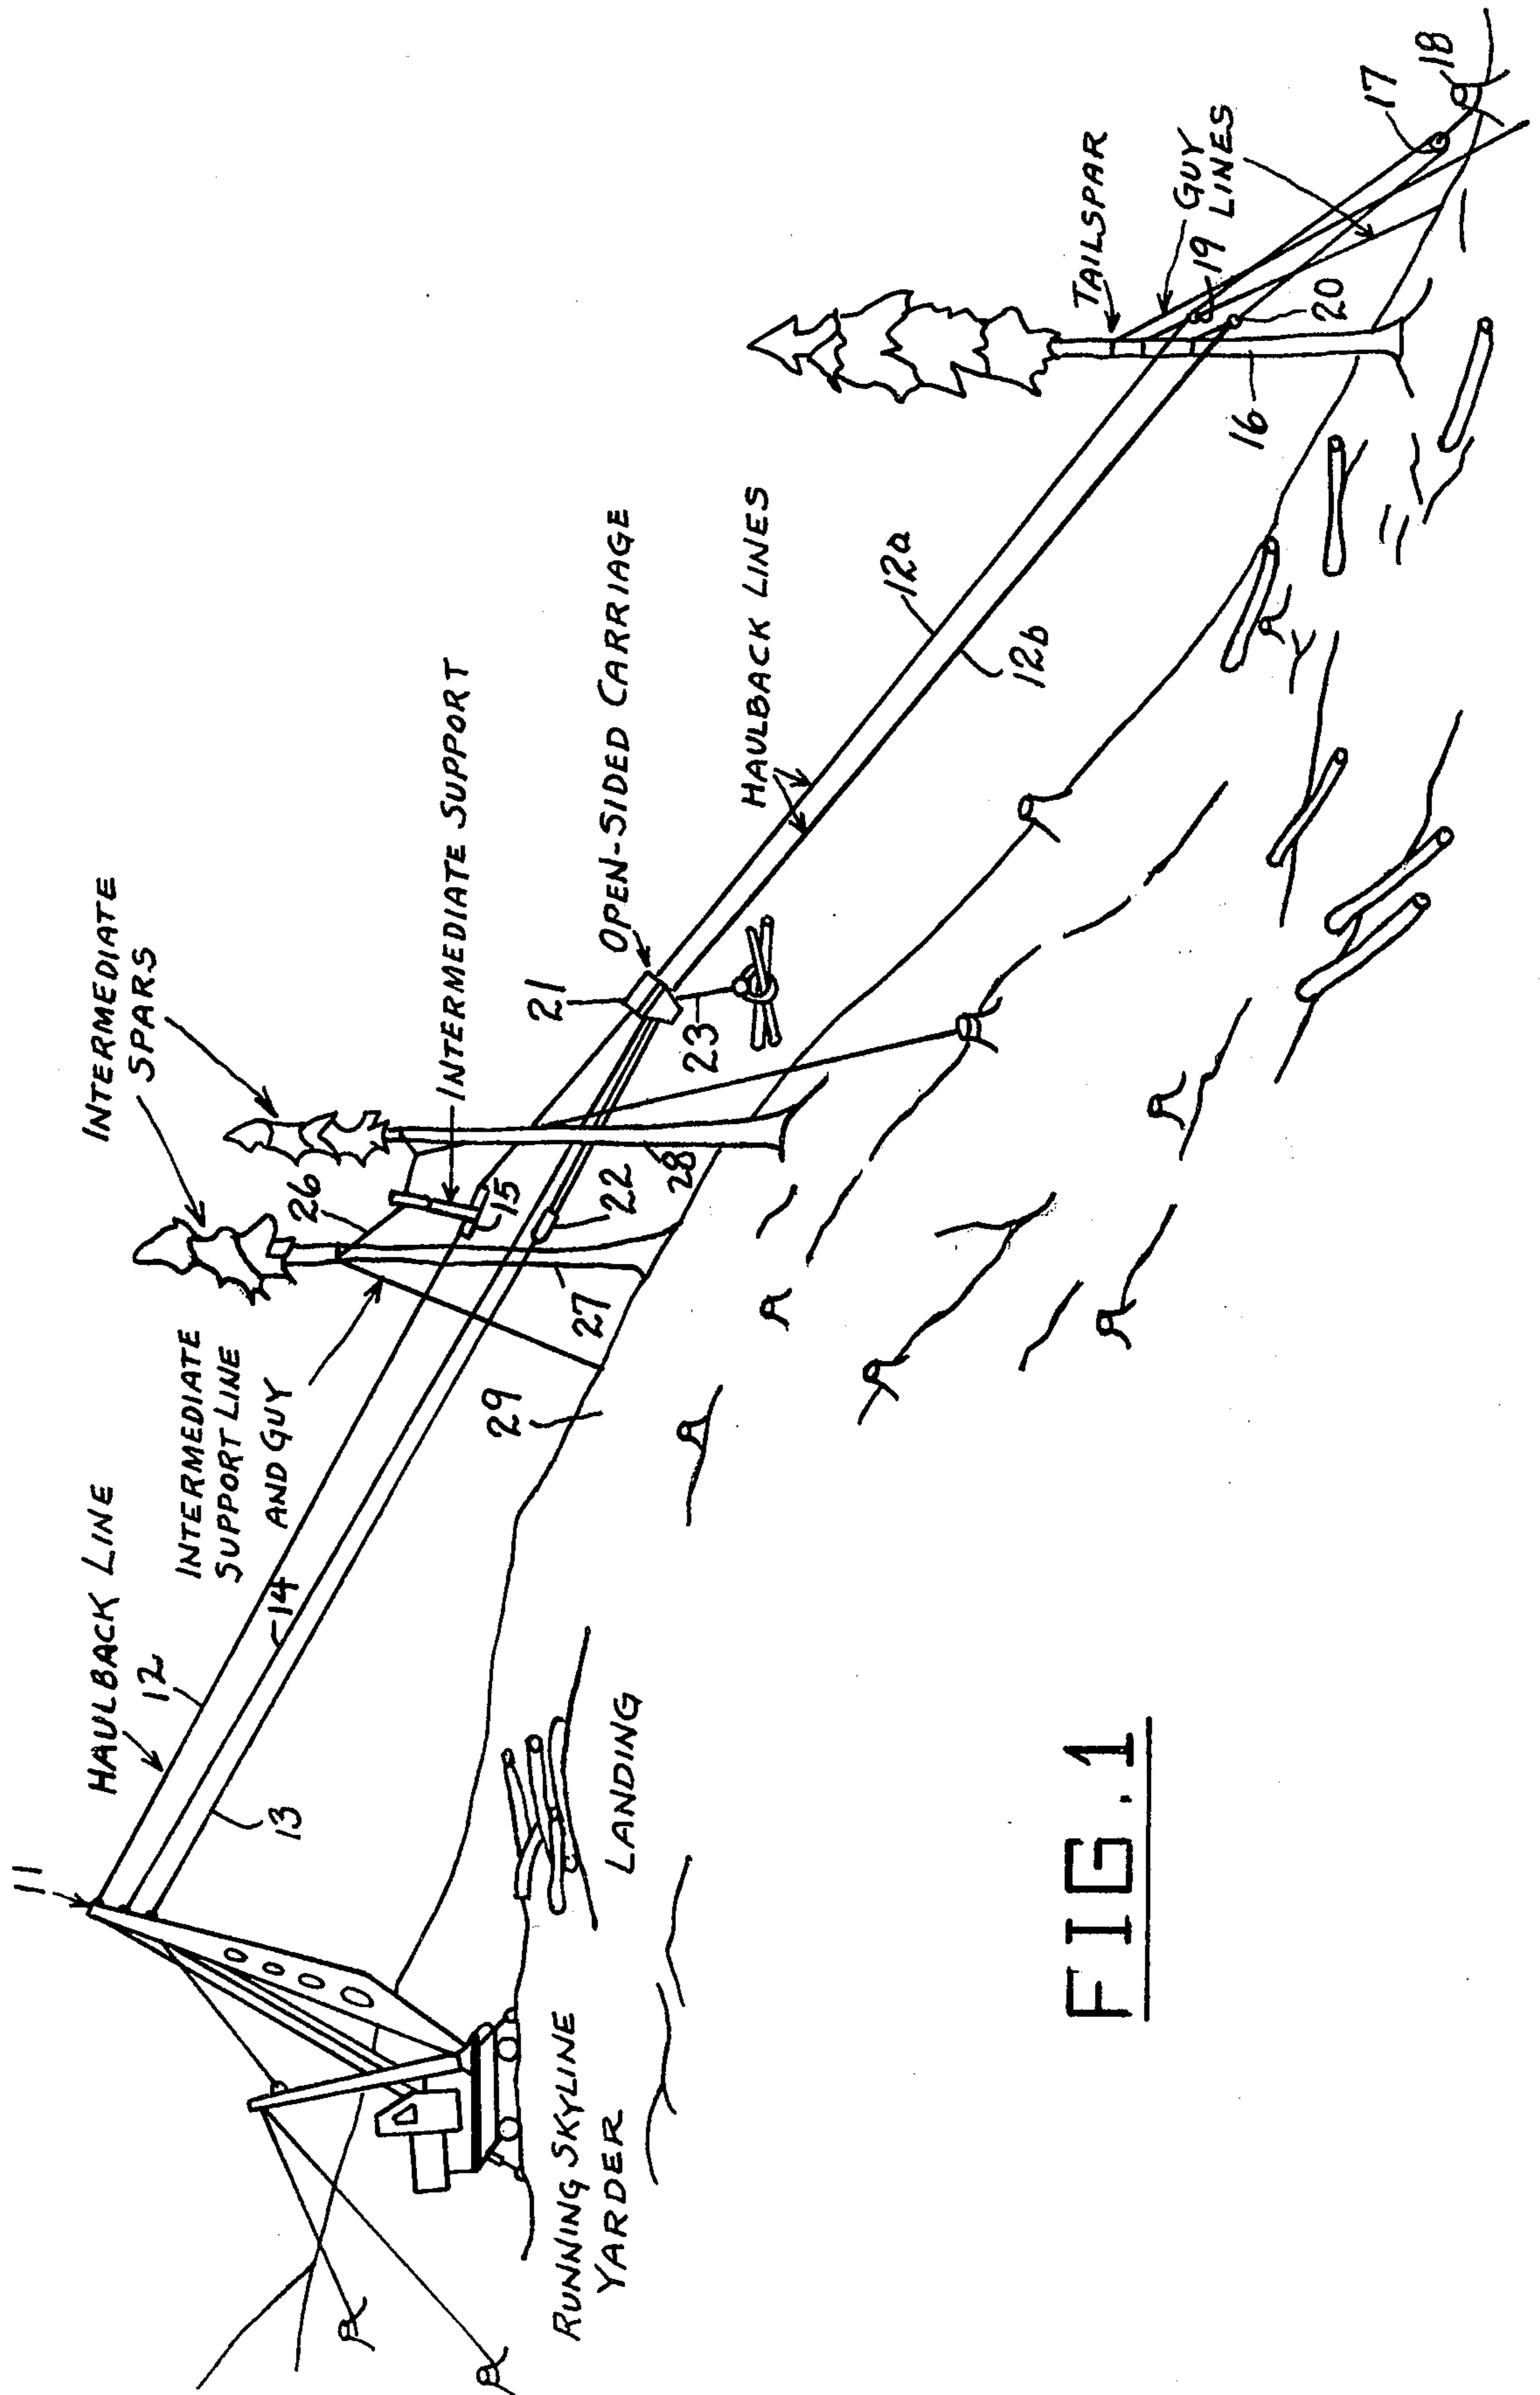 11
HAULBACK LINE
12
14
13
INTERMEDIATE
SUPPORT LINE
AND GUY
INTERMEDIATE
SPARS
26
INTERMEDIATE SUPPORT
15
22
28
27
29
21
OPEN-SIDED CARRIAGE
23
HAULBACK LINES
12a
12b
TAILSPAR
GUY
LINES
19
20
16
17
18
LANDING
RUNNING SKYLINE
YARDER
FIG. 1